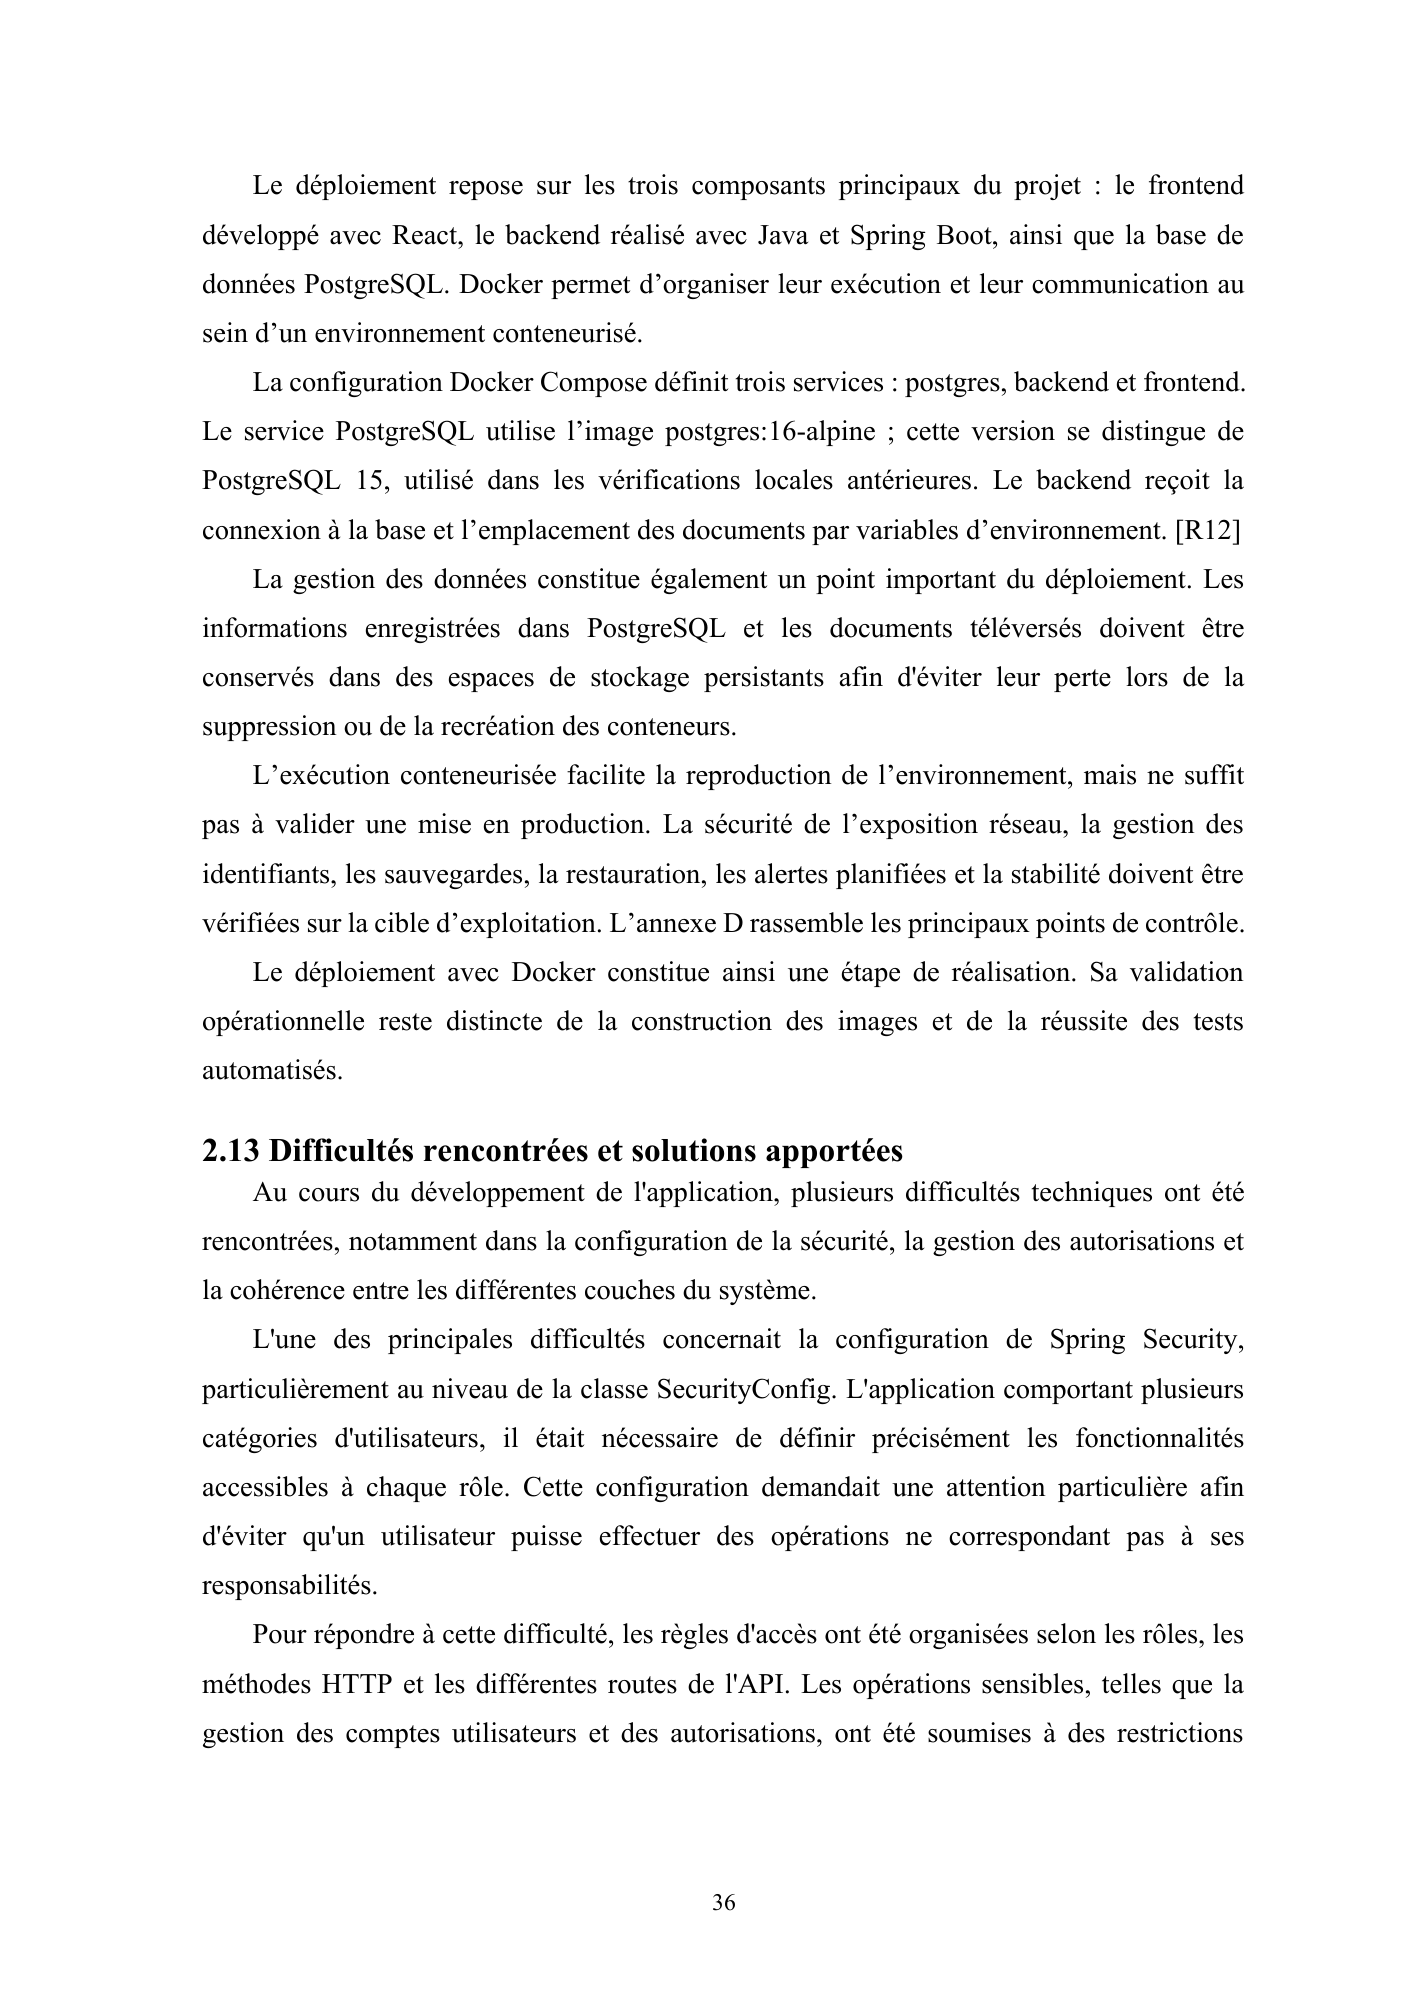 Le déploiement repose sur les trois composants principaux du projet : le frontend
développé avec React, le backend réalisé avec Java et Spring Boot, ainsi que la base de
données PostgreSQL. Docker permet d’organiser leur exécution et leur communication au
sein d’un environnement conteneurisé.
La configuration Docker Compose définit trois services : postgres, backend et frontend.
Le service PostgreSQL utilise l’image postgres:16-alpine ; cette version se distingue de
PostgreSQL 15, utilisé dans les vérifications locales antérieures. Le backend reçoit la
connexion à la base et l’emplacement des documents par variables d’environnement. [R12]
La gestion des données constitue également un point important du déploiement. Les
informations enregistrées dans PostgreSQL et les documents téléversés doivent être
conservés dans des espaces de stockage persistants afin d'éviter leur perte lors de la
suppression ou de la recréation des conteneurs.
L’exécution conteneurisée facilite la reproduction de l’environnement, mais ne suffit
pas à valider une mise en production. La sécurité de l’exposition réseau, la gestion des
identifiants, les sauvegardes, la restauration, les alertes planifiées et la stabilité doivent être
vérifiées sur la cible d’exploitation. L’annexe D rassemble les principaux points de contrôle.
Le déploiement avec Docker constitue ainsi une étape de réalisation. Sa validation
opérationnelle reste distincte de la construction des images et de la réussite des tests
automatisés.
2.13 Difficultés rencontrées et solutions apportées
Au cours du développement de l'application, plusieurs difficultés techniques ont été
rencontrées, notamment dans la configuration de la sécurité, la gestion des autorisations et
la cohérence entre les différentes couches du système.
L'une des principales difficultés concernait la configuration de Spring Security,
particulièrement au niveau de la classe SecurityConfig. L'application comportant plusieurs
catégories d'utilisateurs, il était nécessaire de définir précisément les fonctionnalités
accessibles à chaque rôle. Cette configuration demandait une attention particulière afin
d'éviter qu'un utilisateur puisse effectuer des opérations ne correspondant pas à ses
responsabilités.
Pour répondre à cette difficulté, les règles d'accès ont été organisées selon les rôles, les
méthodes HTTP et les différentes routes de l'API. Les opérations sensibles, telles que la
gestion des comptes utilisateurs et des autorisations, ont été soumises à des restrictions
36